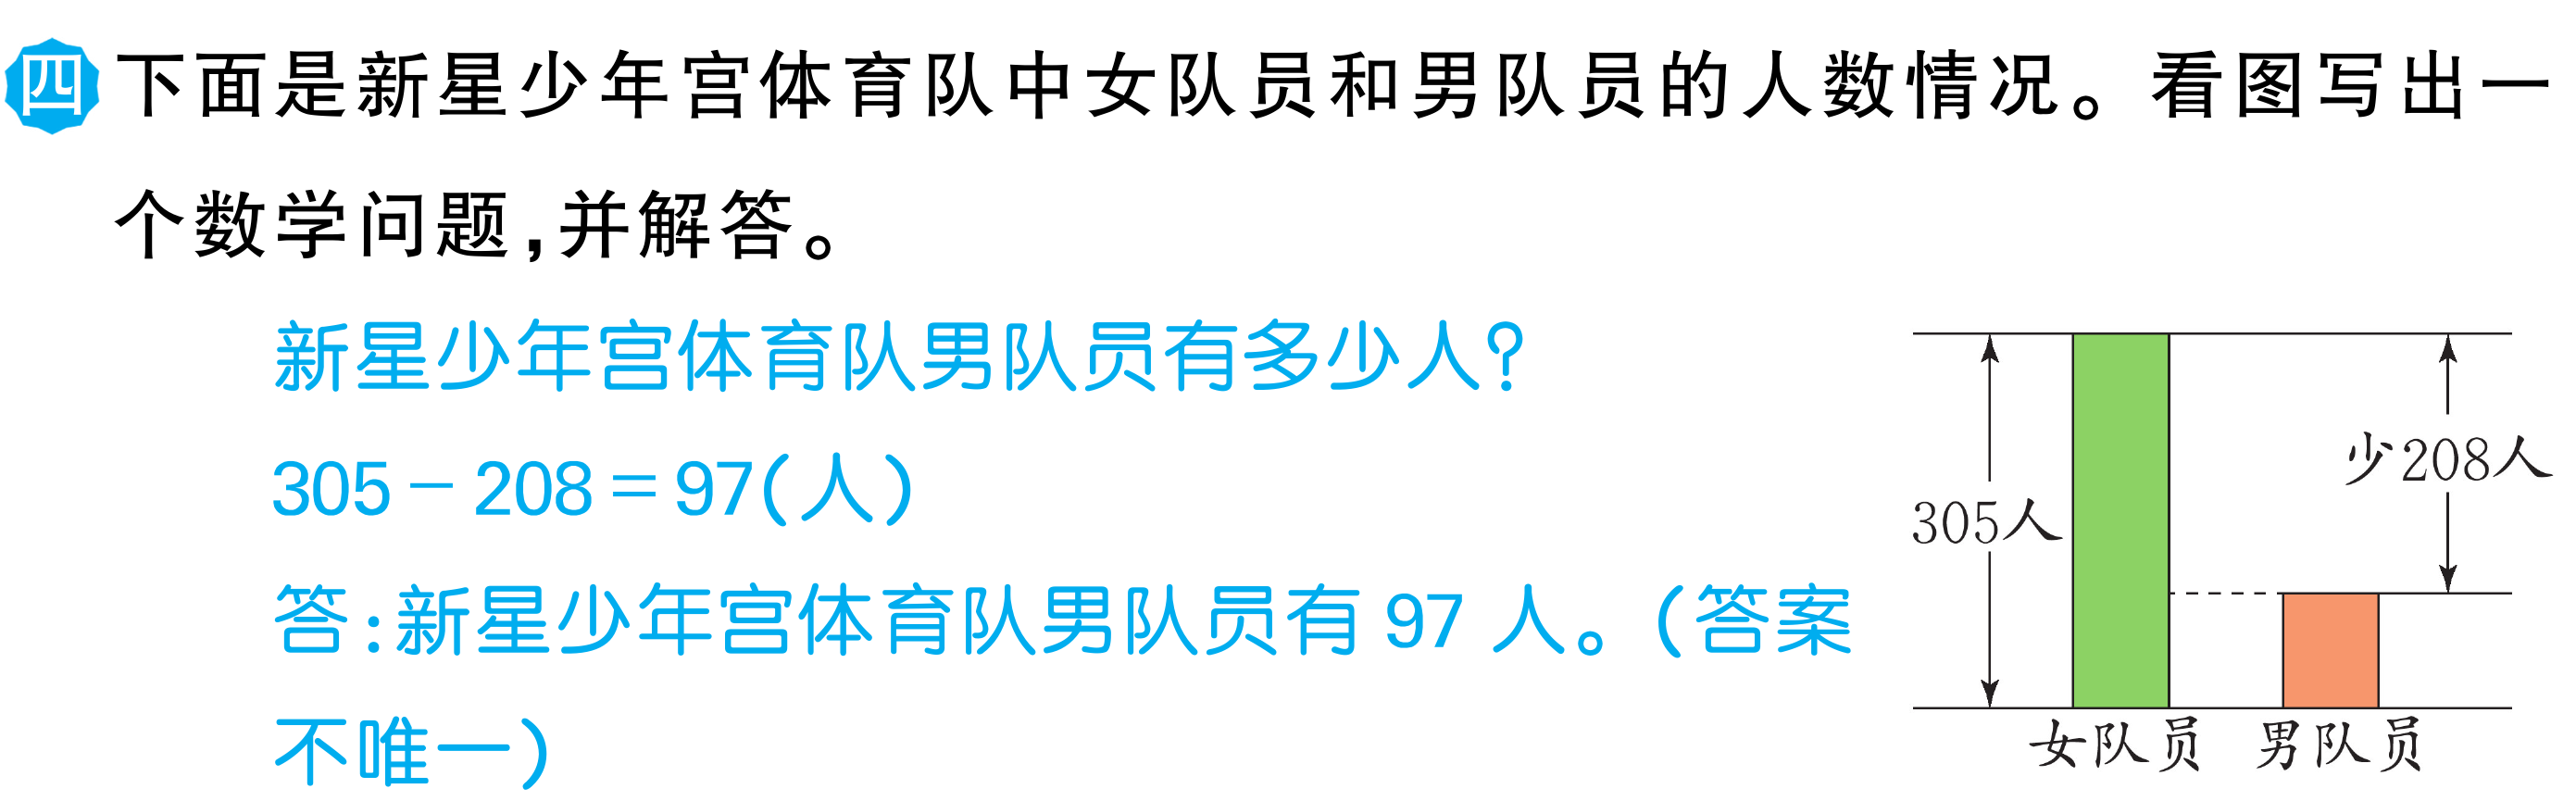 四 下面是新星少年宫体育队中女队员和男队员的人数情况。看图写出一
个数学问题,并解答。
新星少年宫体育队男队员有多少人?
305－208＝97(人)
答:新星少年宫体育队男队员有 97 人。(答案
不唯一)
少208人
305人
女队员 男队员